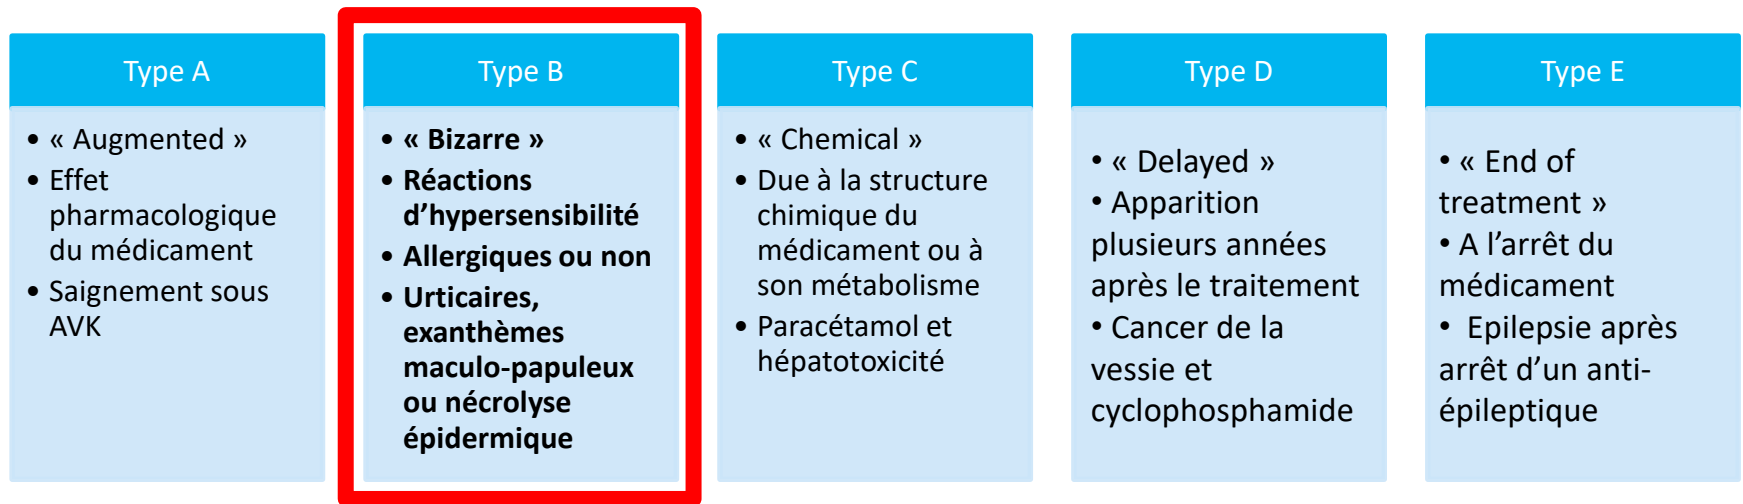 Type A
• « Augmented »
• Effet
pharmacologique
du médicament
• Saignement sous
AVK
Type B
• « Bizarre »
• Réactions
d’hypersensibilité
• Allergiques ou non
• Urticaires,
exanthèmes
maculo-papuleux
ou nécrolyse
épidermique
Type C
• « Chemical »
• Due à la structure
chimique du
médicament ou à
son métabolisme
• Paracétamol et
hépatotoxicité
Type D
• « Delayed »
• Apparition
plusieurs années
après le traitement
• Cancer de la
vessie et
cyclophosphamide
Type E
• « End of
treatment »
• A l’arrêt du
médicament
• Epilepsie après
arrêt d’un anti-
épileptique